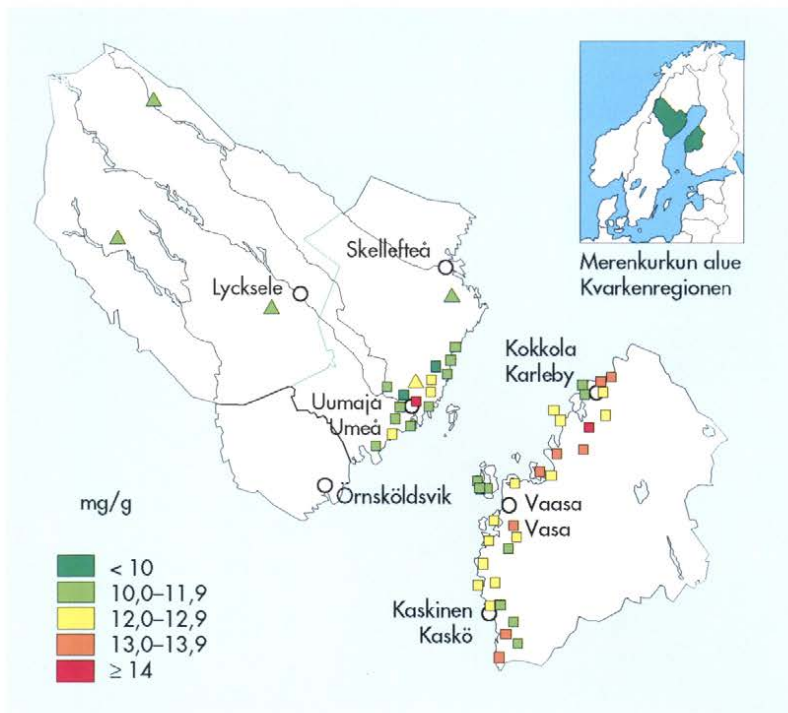 Merenkurkun alue
Kvarkenregionen
Skellefteå
Lycksele
Kokkola
Karleby
Uumaja
Umeå
Örnsköldsvik
Vaasa
Vasa
Kaskinen
Kaskö
mg/g
< 10
10,0–11,9
12,0–12,9
13,0–13,9
≥ 14